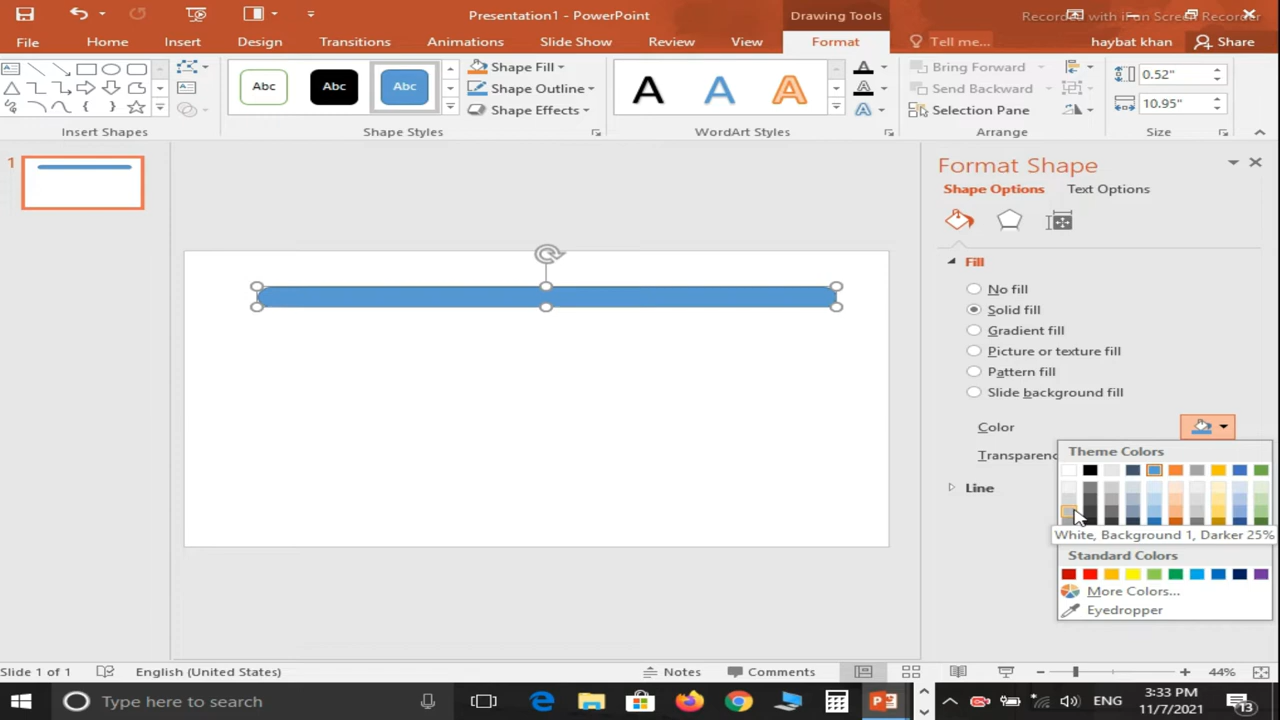 Presentation1 - PowerPoint
Drawing Tools
Recorded with iFun Screen Recorder
File
Home
Insert
Design
Transitions
Animations
Slide Show
Review
View
Format
Tell me...
haybat khan
Share
Abc
Abc
Abc
Shape Fill
Shape Outline
Shape Effects
A
A
A
A
A
A
Bring Forward
Send Backward
Selection Pane
0.52"
10.95"
Insert Shapes
Shape Styles
WordArt Styles
Arrange
Size
1
Format Shape
Shape Options
Text Options
Fill
No fill
Solid fill
Gradient fill
Picture or texture fill
Pattern fill
Slide background fill
Color
Transparenc
Line
Theme Colors
White, Background 1, Darker 25%
Standard Colors
More Colors...
Eyedropper
Slide 1 of 1
English (United States)
Notes
Comments
44%
Type here to search
ENG
3:33 PM
11/7/2021
13